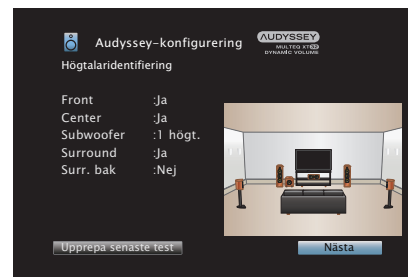 Audyssey-konfigurering
AUDYSSEY
MULTEQ XT32
DYNAMIC VOLUME
Högtalaridentifiering
Front :Ja
Center :Ja
Subwoofer :1 högt.
Surround :Ja
Surr. bak :Nej
Upprepa senaste test
Nästa